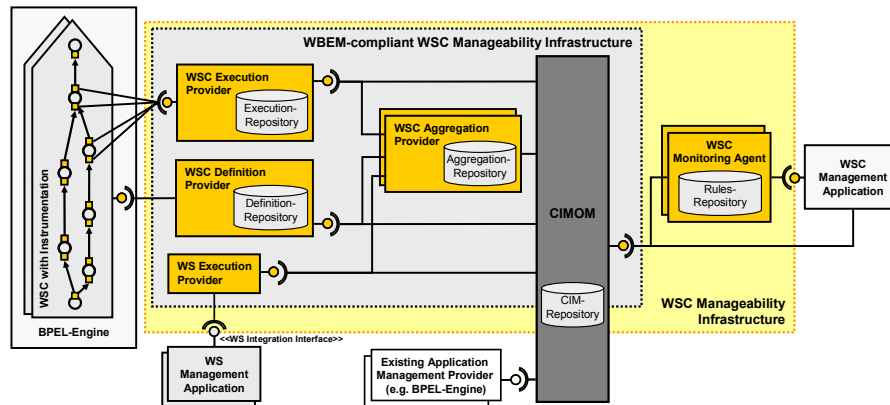 WBEM-compliant WSC Manageability Infrastructure
WSC with Instrumentation
BPEL-Engine
WSC Execution
Provider
Execution-
Repository
WSC Definition
Provider
Definition-
Repository
WS Execution
Provider
<<WS Integration Interface>>
WS
Management
Application
WSC Aggregation
Provider
Aggregation-
Repository
CIMOM
CIM-
Repository
Existing Application
Management Provider
(e.g. BPEL-Engine)
WSC
Monitoring Agent
Rules-
Repository
WSC
Management
Application
WSC Manageability
Infrastructure